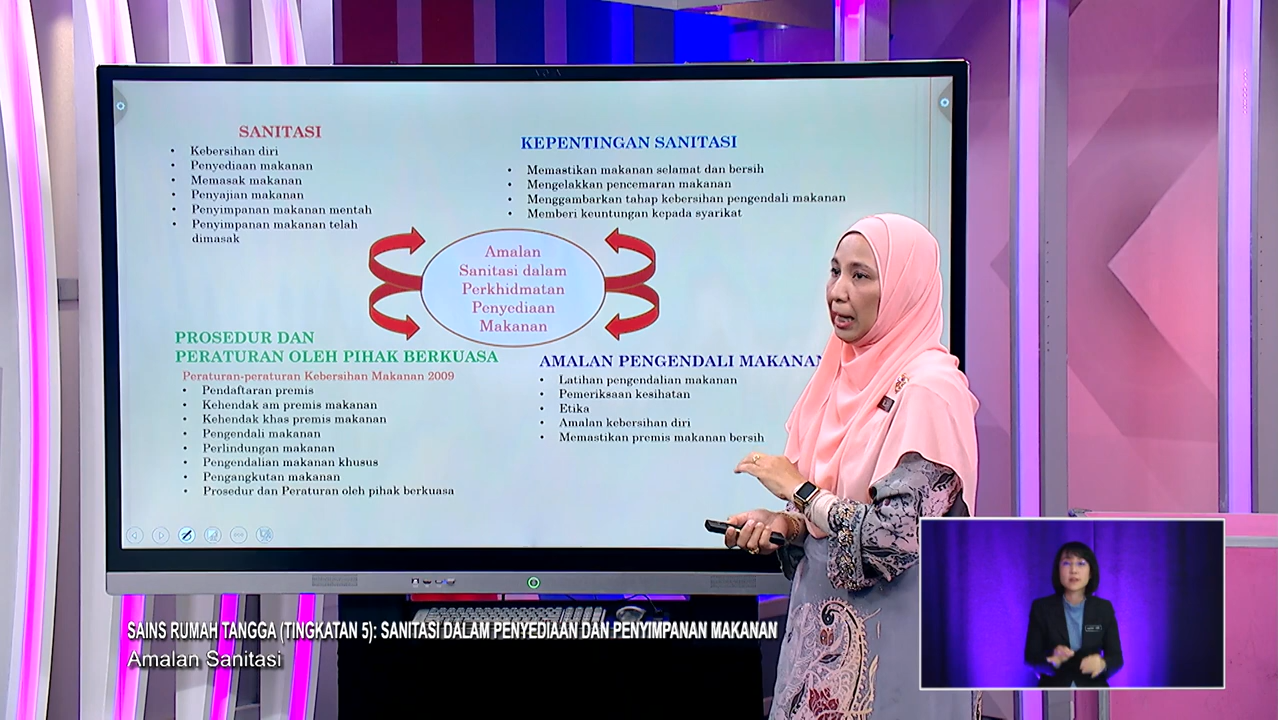 SANITASI
• Kebersihan diri
• Penyediaan makanan
• Memasak makanan
• Penyajian makanan
• Penyimpanan makanan mentah
• Penyimpanan makanan telah
dimasak
KEPENTINGAN SANITASI
• Memastikan makanan selamat dan bersih
• Mengelakkan pencemaran makanan
• Menggambarkan tahap kebersihan pengendali makanan
• Memberi keuntungan kepada syarikat
Amalan
Sanitasi dalam
Perkhidmatan
Penyediaan
Makanan
PROSEDUR DAN
PERATURAN OLEH PIHAK BERKUASA
Peraturan-peraturan Kebersihan Makanan 2009
• Pendaftaran premis
• Kehendak am premis makanan
• Kehendak khas premis makanan
• Pengendali makanan
• Perlindungan makanan
• Pengendalian makanan khusus
• Pengangkutan makanan
• Prosedur dan Peraturan oleh pihak berkuasa
AMALAN PENGENDALI MAKANAN
• Latihan pengendalian makanan
• Pemeriksaan kesihatan
• Etika
• Amalan kebersihan diri
• Memastikan premis makanan bersih
SAINS RUMAH TANGGA (TINGKATAN 5): SANITASI DALAM PENYEDIAAN DAN PENYIMPANAN MAKANAN
Amalan Sanitasi